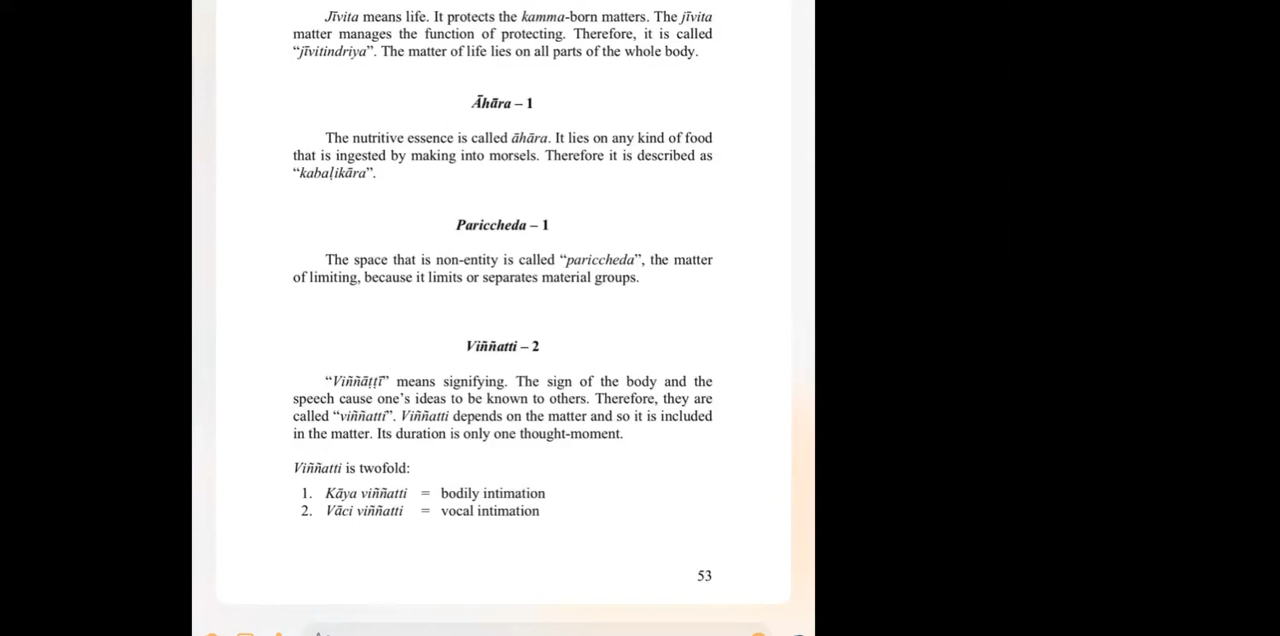 Jīvita means life. It protects the kamma-born matters. The jīvita
matter manages the function of protecting. Therefore, it is called
“jīvitindriya”. The matter of life lies on all parts of the whole body.
Āhāra – 1
The nutritive essence is called āhāra. It lies on any kind of food
that is ingested by making into morsels. Therefore it is described as
“kabaḷikāra”.
Pariccheda – 1
The space that is non-entity is called “pariccheda”, the matter
of limiting, because it limits or separates material groups.
Viññatti – 2
“Viññāṭṭī” means signifying. The sign of the body and the
speech cause one’s ideas to be known to others. Therefore, they are
called “viññatti”. Viññatti depends on the matter and so it is included
in the matter. Its duration is only one thought-moment.
Viññatti is twofold:
1. Kāya viññatti = bodily intimation
2. Vāci viññatti = vocal intimation
53